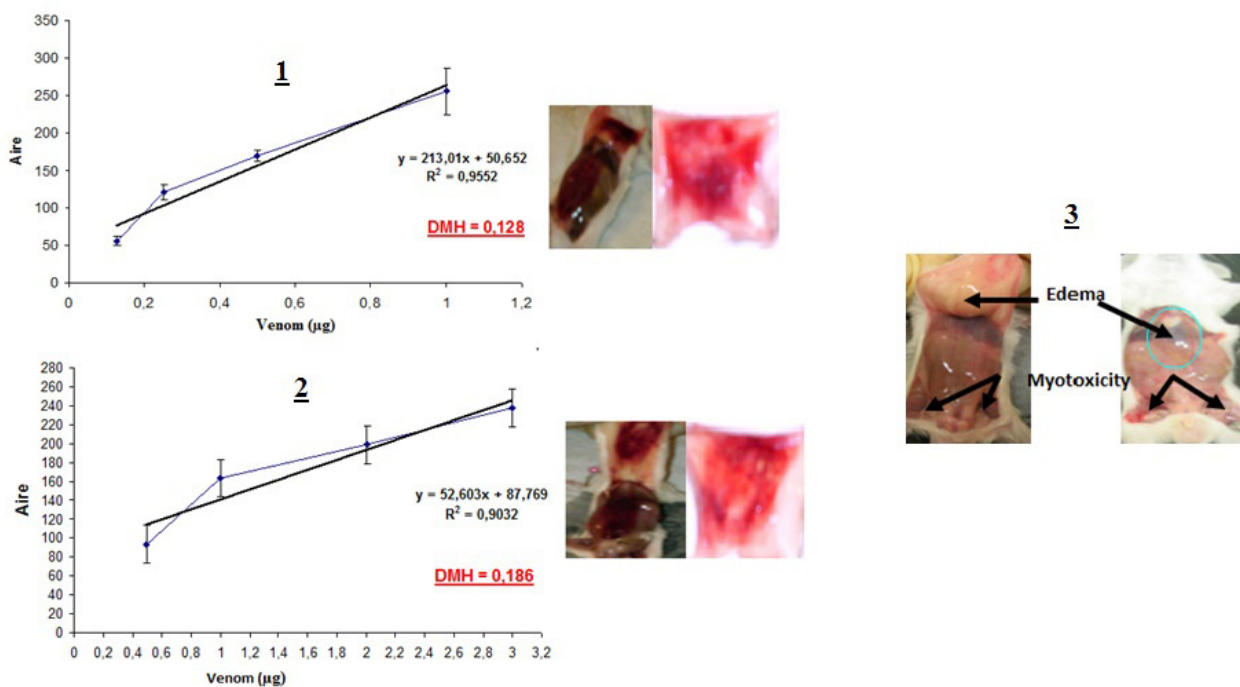 1
350
300
250
200
150
100
50
0
Aire
0 0,2 0,4 0,6 0,8 1 1,2
Venom (µg)
y = 213,01x + 50,652
R² = 0,9552
DMH = 0,128
2
280
260
240
220
200
180
160
140
120
100
80
60
40
20
0
Aire
0 0,2 0,4 0,6 0,8 1 1,2 1,4 1,6 1,8 2 2,2 2,4 2,6 2,8 3 3,2
Venom (µg)
y = 52,603x + 87,769
R² = 0,9032
DMH = 0,186
3
Edema
Myotoxicity